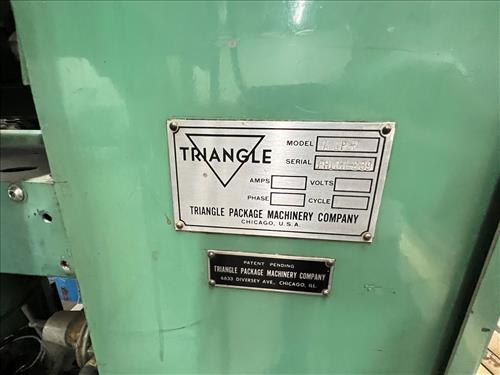 TRIANGLE
MODEL
SERIAL
AMPS VOLTS
PHASE CYCLE
TRIANGLE PACKAGE MACHINERY COMPANY
CHICAGO, U.S.A.
PATENT PENDING
TRIANGLE PACKAGE MACHINERY COMPANY
6633 DIVERSEY AVE., CHICAGO, ILL.